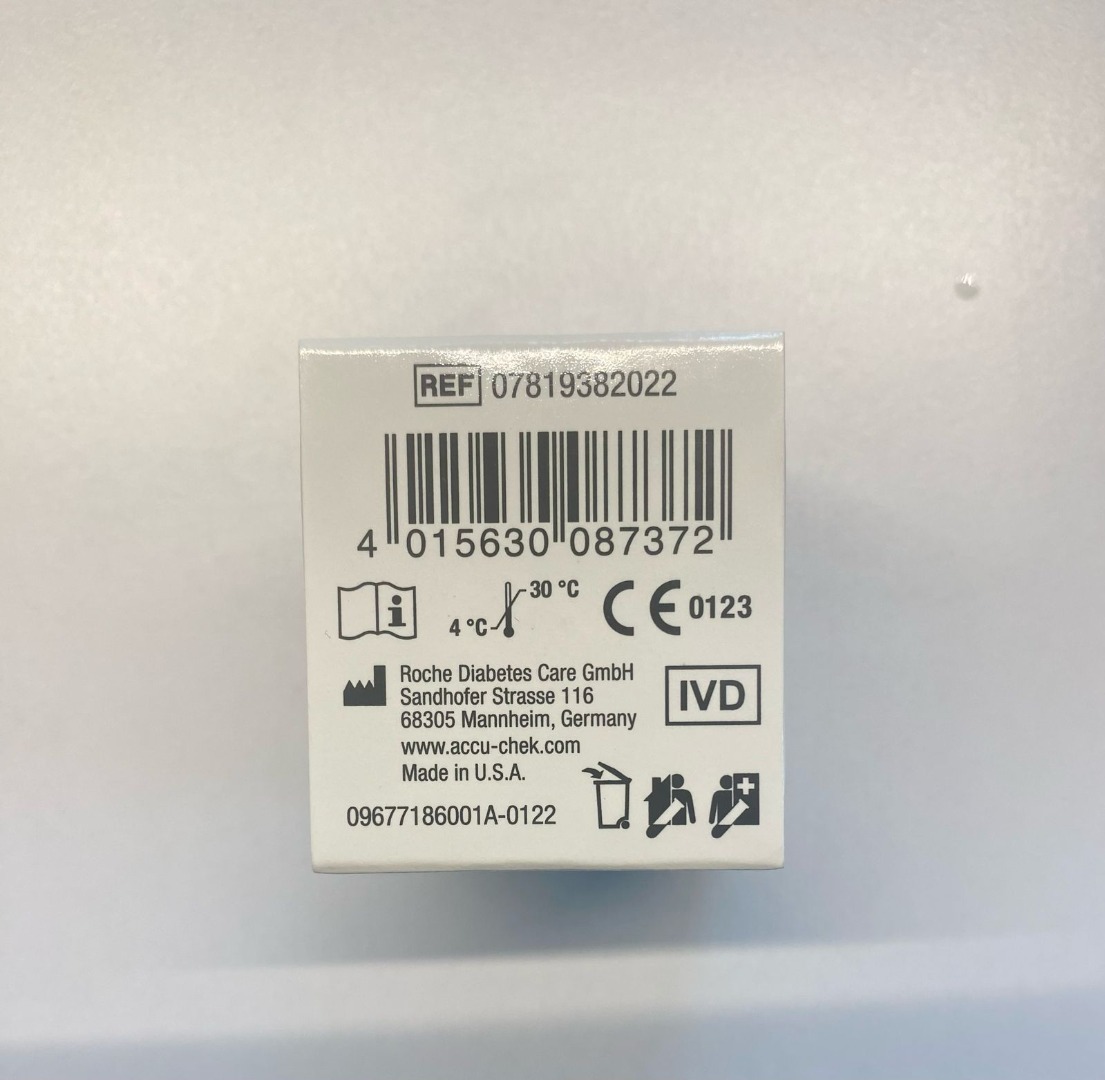 REF 07819382022
4 015630 087372
30 °C
4 °C
CE 0123
Roche Diabetes Care GmbH
Sandhofer Strasse 116
68305 Mannheim, Germany
IVD
www.accu-chek.com
Made in U.S.A.
09677186001A-0122